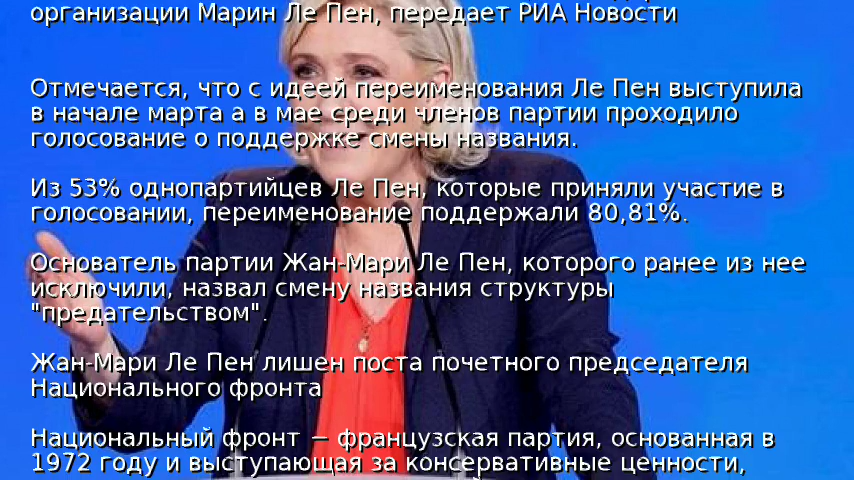 организации Марин Ле Пен, передает РИА Новости
Отмечается, что с идеей переименования Ле Пен выступила
в начале марта а в мае среди членов партии проходило
голосование о поддержке смены названия.
Из 53% однопартийцев Ле Пен, которые приняли участие в
голосовании, переименование поддержали 80,81%.
Основатель партии Жан-Мари Ле Пен, которого ранее из нее
исключили, назвал смену названия структуры
"предательством".
Жан-Мари Ле Пен лишен поста почетного председателя
Национального фронта
Национальный фронт — французская партия, основанная в
1972 году и выступающая за консервативные ценности,